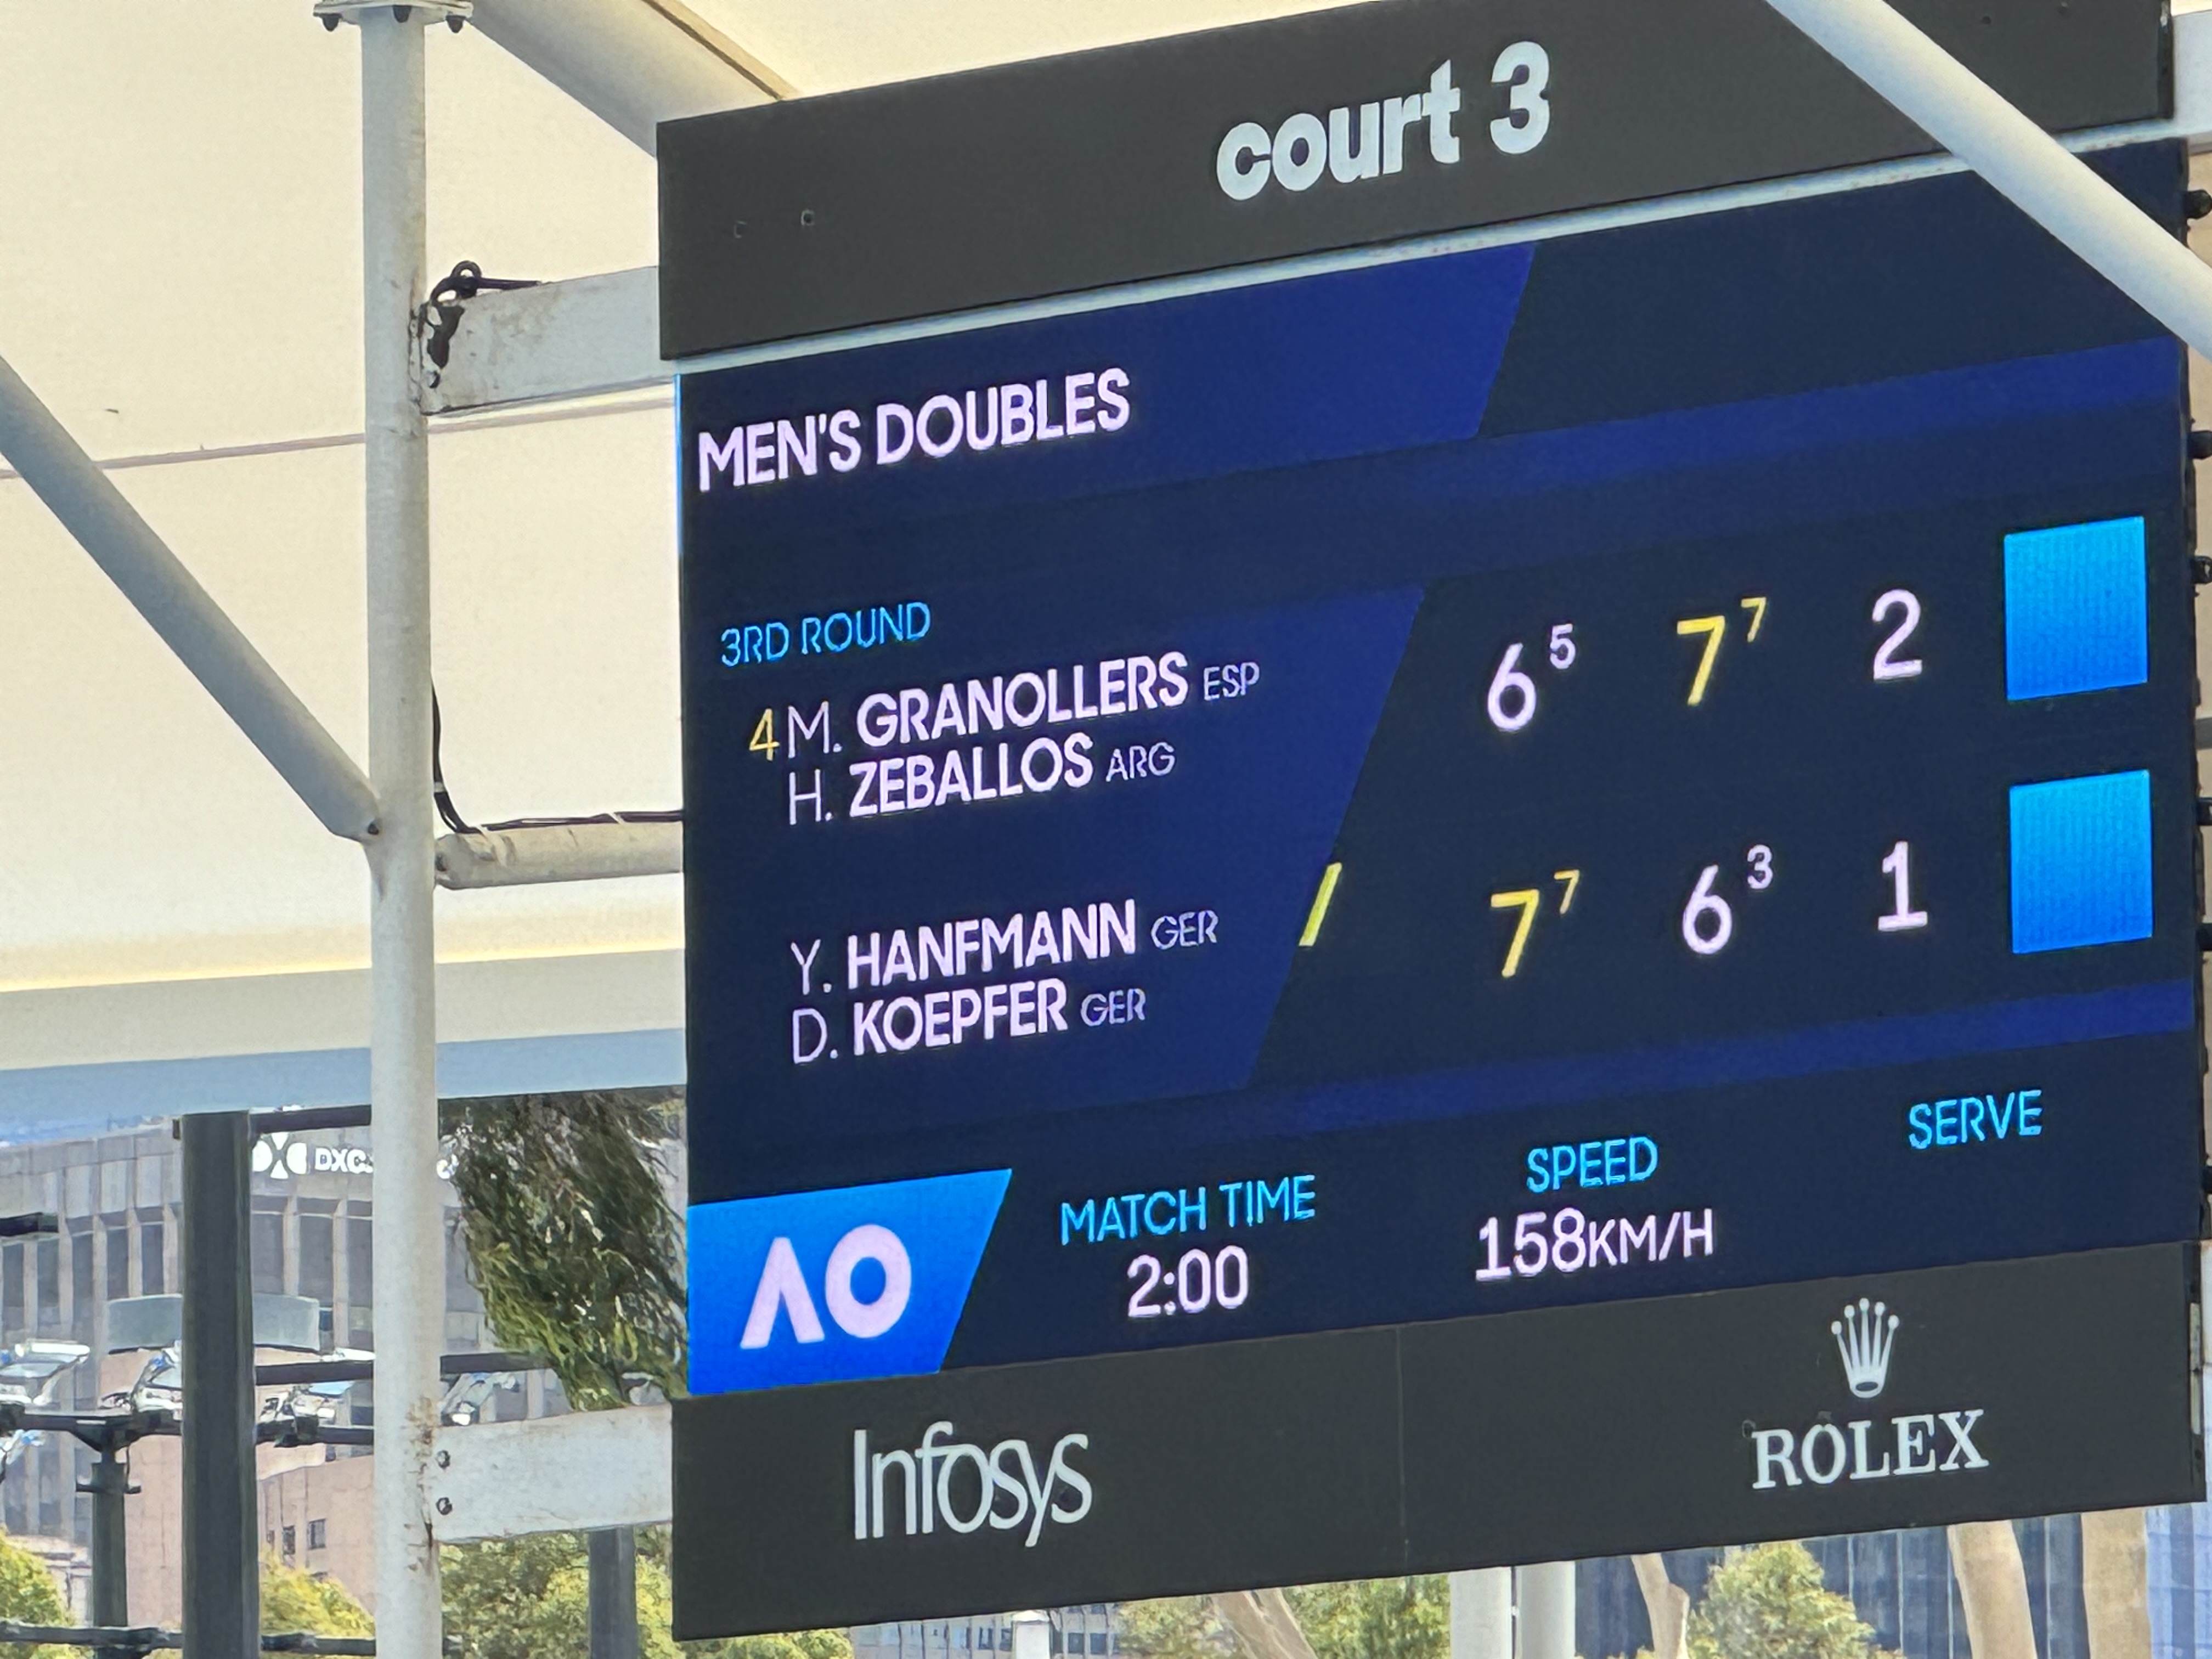 court 3
MEN'S DOUBLES
3RD ROUND
4 M. GRANOLLERS ESP 6 5 7 7 2
H. ZEBALLOS ARG
Y. HANFMANN GER / 7 7 6 3 1
D. KOEPFER GER
MATCH TIME SPEED SERVE
2:00 158KM/H
AO
Infosys ROLEX
DXC